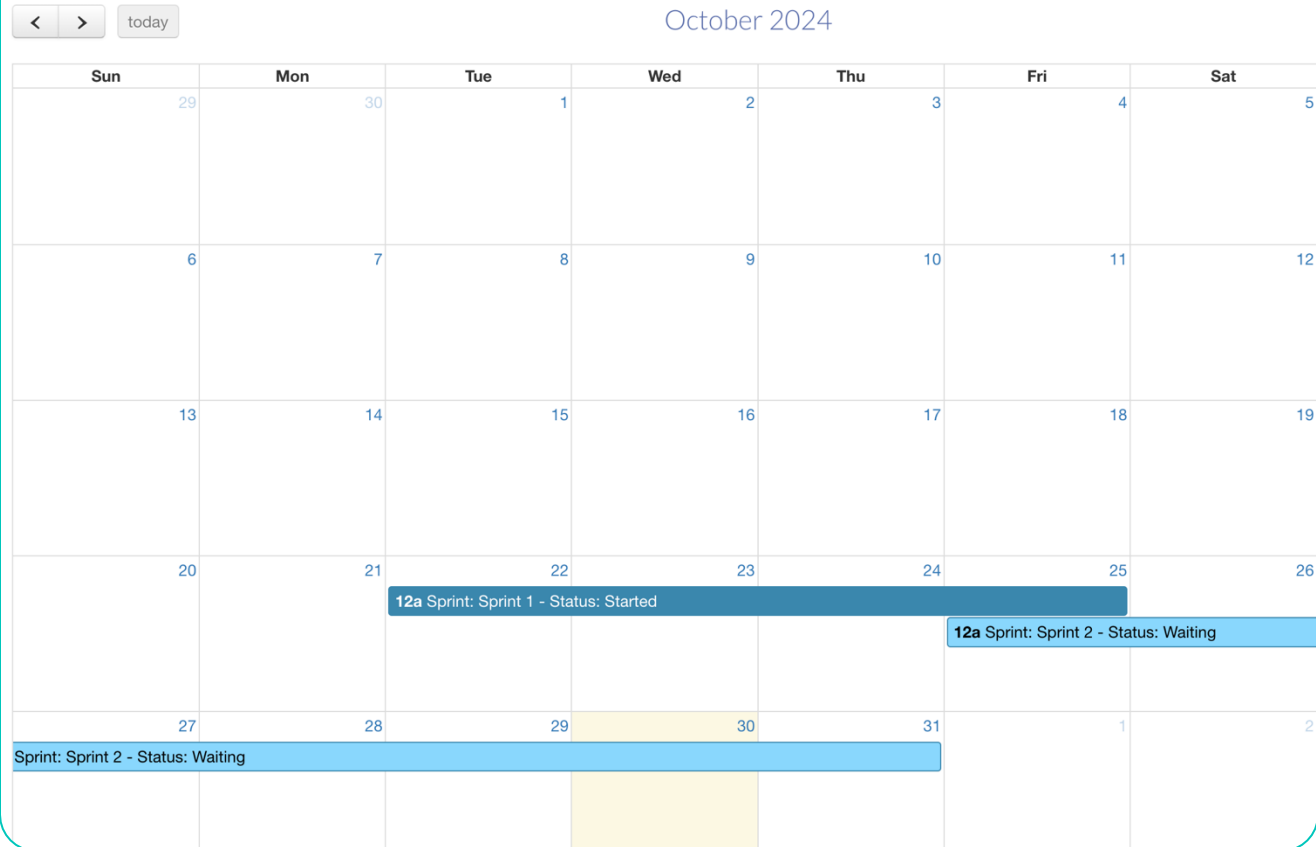 today
October 2024
Sun Mon Tue Wed Thu Fri Sat
29 30 1 2 3 4 5
6 7 8 9 10 11 12
13 14 15 16 17 18 19
20 21 22 23 24 25 26
12a Sprint: Sprint 1 - Status: Started
12a Sprint: Sprint 2 - Status: Waiting
27 28 29 30 31 1 2
Sprint: Sprint 2 - Status: Waiting